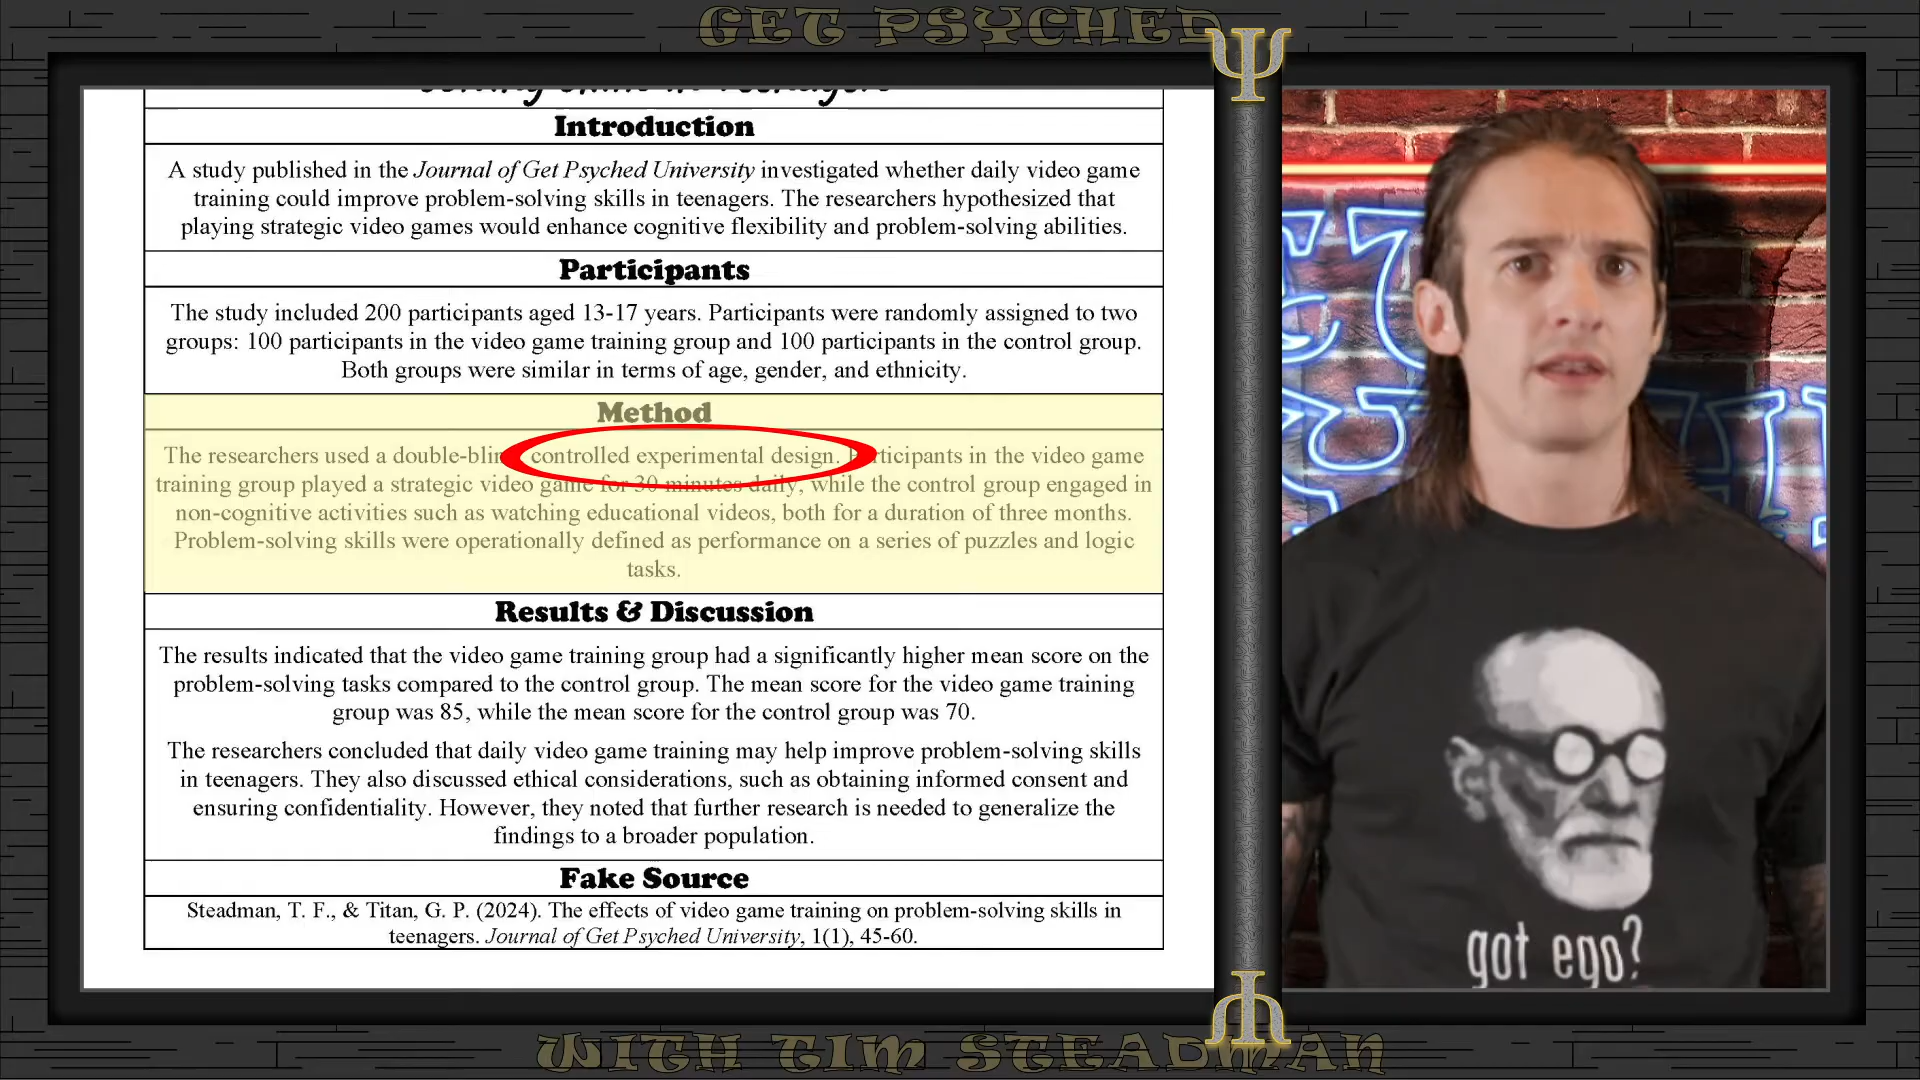 GET PSYCHED
Introduction
A study published in the Journal of Get Psyched University investigated whether daily video game
training could improve problem-solving skills in teenagers. The researchers hypothesized that
playing strategic video games would enhance cognitive flexibility and problem-solving abilities.
Participants
The study included 200 participants aged 13-17 years. Participants were randomly assigned to two
groups: 100 participants in the video game training group and 100 participants in the control group.
Both groups were similar in terms of age, gender, and ethnicity.
Method
The researchers used a controlled experimental design. in the video game
training group played a strategic video game for 30 minutes daily, while the control group engaged in
non-cognitive activities such as watching educational videos, both for a duration of three months.
Problem-solving skills were operationally defined as performance on a series of puzzles and logic
tasks.
Results & Discussion
The results indicated that the video game training group had a significantly higher mean score on the
problem-solving tasks compared to the control group. The mean score for the video game training
group was 85, while the mean score for the control group was 70.
The researchers concluded that daily video game training may help improve problem-solving skills
in teenagers. They also discussed ethical considerations, such as obtaining informed consent and
ensuring confidentiality. However, they noted that further research is needed to generalize the
findings to a broader population.
Fake Source
Steadman, T. F., & Titan, G. P. (2024). The effects of video game training on problem-solving skills in
teenagers. Journal of Get Psyched University, 1(1), 45-60.
got ego?
WITH TIM STEADMAN